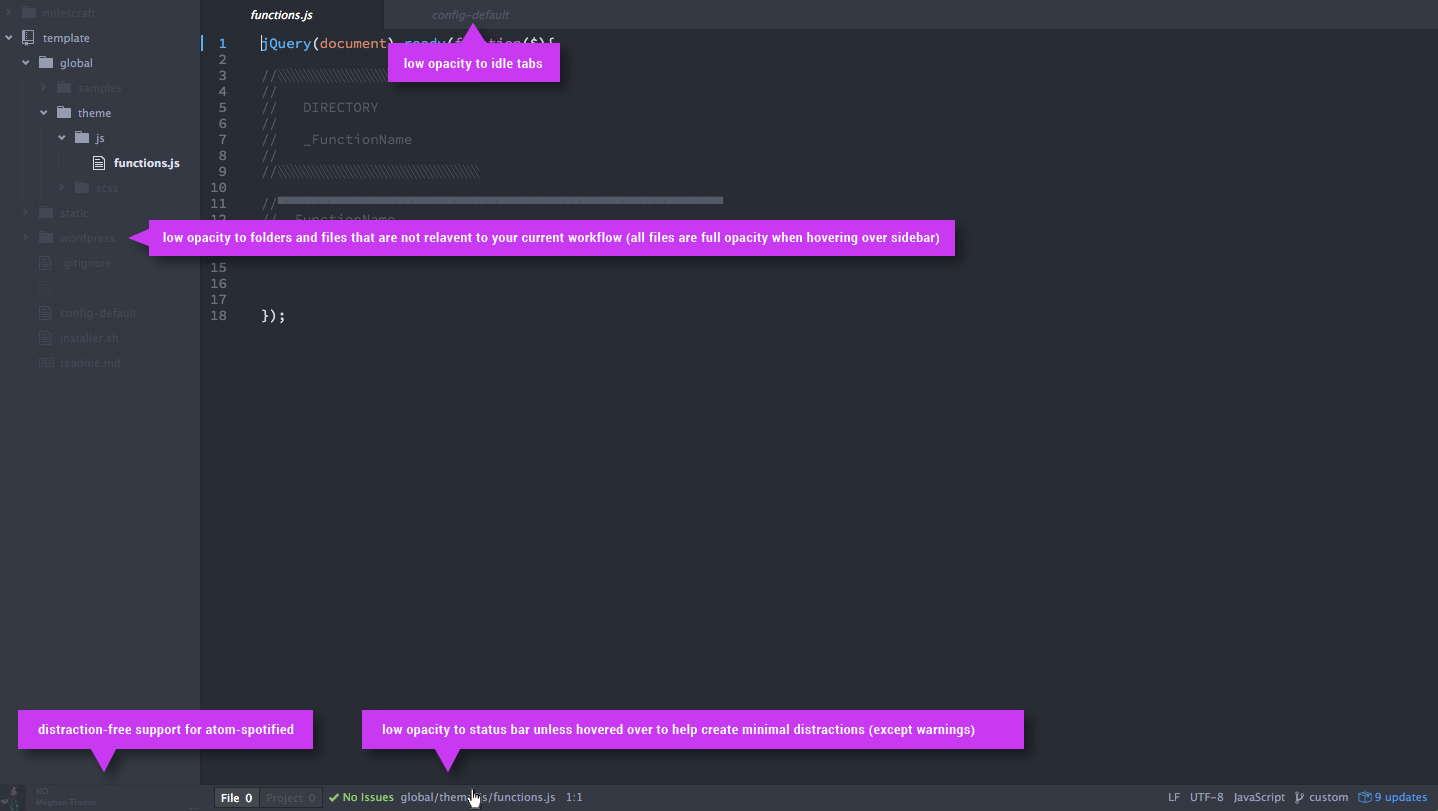 milescraft
template
global
samples
theme
js
functions.js
scss
static
wordpress
.gitignore
config-default
installer.sh
readme.md
NO
Meghan Trainor
functions.js
config-default
1 jQuery(document).ready(function($){
2
3 //
4 //
5 // DIRECTORY
6 //
7 // _FunctionName
8 //
9 //
10
11 //
12 // _FunctionName
15
16
17
18 });
low opacity to idle tabs
low opacity to folders and files that are not relavent to your current workflow (all files are full opacity when hovering over sidebar)
distraction-free support for atom-spotified
low opacity to status bar unless hovered over to help create minimal distractions (except warnings)
File 0 Project 0 No Issues global/theme/js/functions.js 1:1
LF UTF-8 JavaScript custom 9 updates